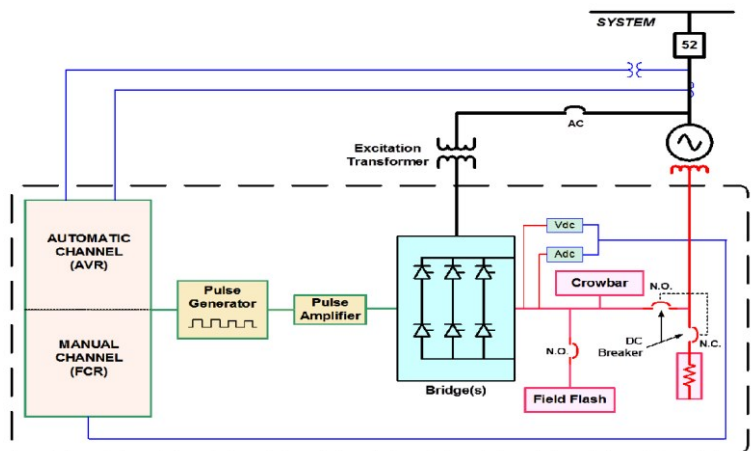 SYSTEM
52
AC
Excitation
Transformer
AUTOMATIC
CHANNEL
(AVR)
MANUAL
CHANNEL
(FCR)
Pulse
Generator
Pulse
Amplifier
Bridge(s)
Vdc
Adc
Crowbar
N.O.
N.O.
DC
Breaker
N.C.
Field Flash